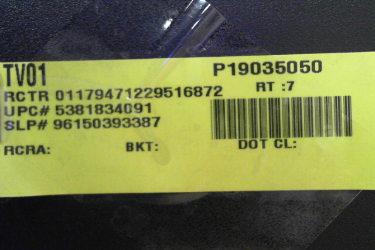 TV01 P19035050
RCTR 01179471229516872 RT :7
UPC# 5381834091
SLP# 96150393387
RCRA: BKT: DOT CL: